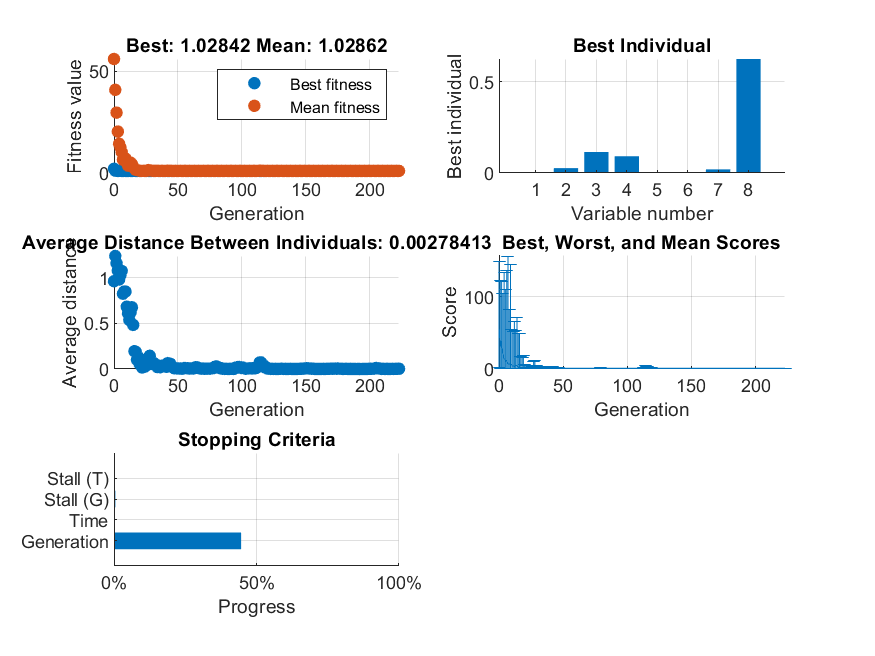 Best: 1.02842 Mean: 1.02862
Fitness value
50
0
Best fitness
Mean fitness
0 50 100 150 200
Generation
Best Individual
Best individual
0.5
0
1 2 3 4 5 6 7 8
Variable number
Average Distance Between Individuals: 0.00278413
Average distance
1
0.5
0
0 50 100 150 200
Generation
Best, Worst, and Mean Scores
Score
100
0
0 50 100 150 200
Generation
Stopping Criteria
Stall (T)
Stall (G)
Time
Generation
0% 50% 100%
Progress